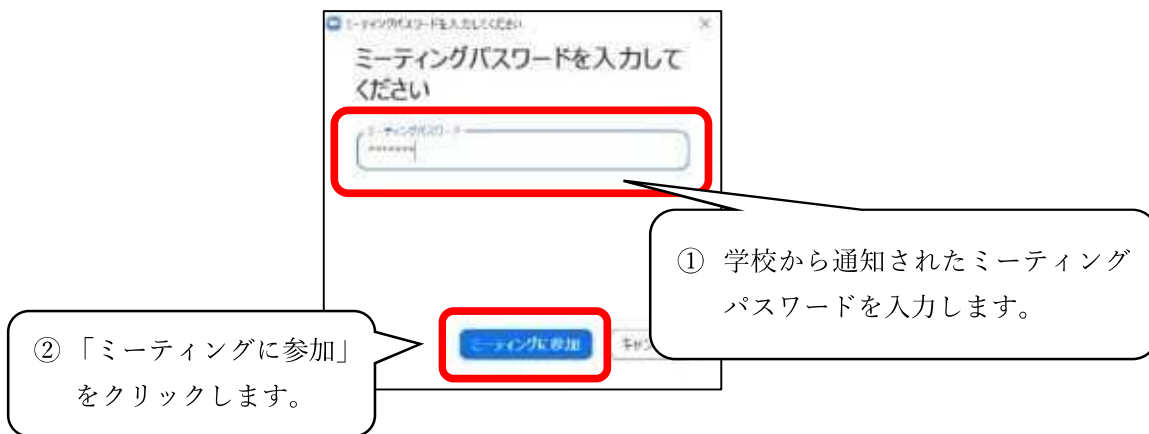 ミーティングパスワードを入力してください
ミーティングパスワードを入力して
ください
ミーティングパスワード
*******
① 学校から通知されたミーティング
パスワードを入力します。
②「ミーティングに参加」
をクリックします。
ミーティングに参加